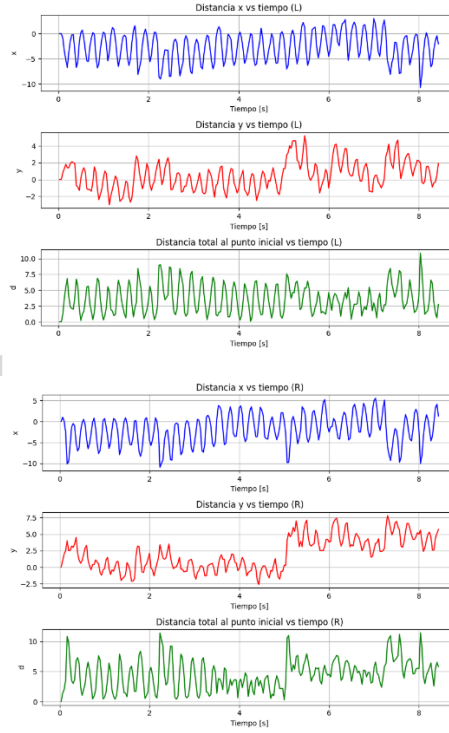 Distancia x vs tiempo (L)
x
0
−5
−10
0 2 4 6 8
Tiempo [s]
Distancia y vs tiempo (L)
y
4
2
0
−2
0 2 4 6 8
Tiempo [s]
Distancia total al punto inicial vs tiempo (L)
d
10.0
7.5
5.0
2.5
0.0
0 2 4 6 8
Tiempo [s]
Distancia x vs tiempo (R)
x
5
0
−5
−10
0 2 4 6 8
Tiempo [s]
Distancia y vs tiempo (R)
y
7.5
5.0
2.5
0.0
−2.5
0 2 4 6 8
Tiempo [s]
Distancia total al punto inicial vs tiempo (R)
d
10
5
0
0 2 4 6 8
Tiempo [s]